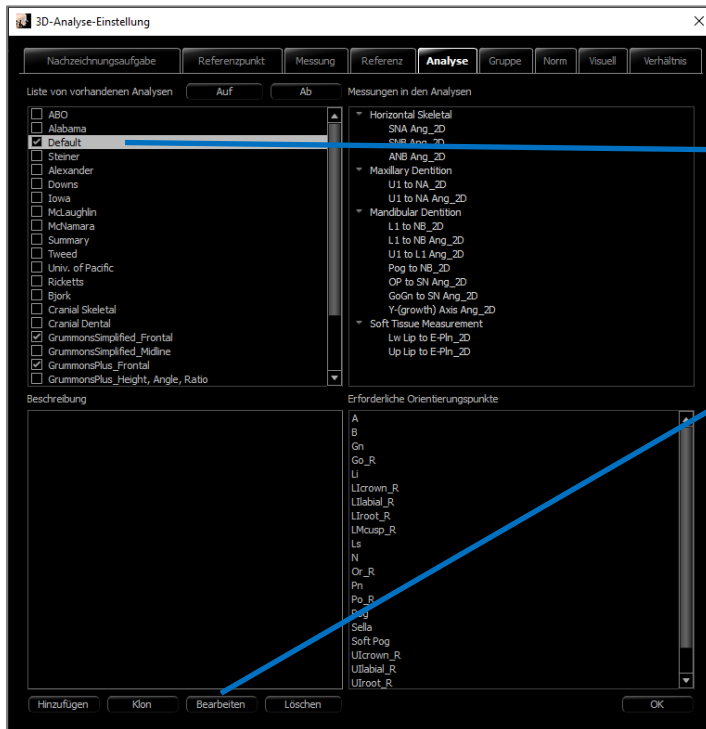 3D-Analyse-Einstellung
Nachzeichnungsaufgabe Referenzpunkt Messung Referenz Analyse Gruppe Norm Visuell Verhältnis
Liste von vorhandenen Analysen Auf Ab Messungen in den Analysen
ABO
Alabama
Default
Steiner
Alexander
Downs
Iowa
McLaughlin
McNamara
Summary
Tweed
Univ. of Pacific
Ricketts
Bjork
Cranial Skeletal
Cranial Dental
GrummonsSimplified_Frontal
GrummonsSimplified_Midline
GrummonsPlus_Frontal
GrummonsPlus_Height, Angle, Ratio
Horizontal Skeletal
SNA Ang_2D
SNB Ang_2D
ANB Ang_2D
Maxillary Dentition
U1 to NA_2D
U1 to NA Ang_2D
Mandibular Dentition
L1 to NB_2D
L1 to NB Ang_2D
U1 to L1 Ang_2D
Pog to NB_2D
OP to SN Ang_2D
GoGn to SN Ang_2D
Y-(growth) Axis Ang_2D
Soft Tissue Measurement
Lw Lip to E-Pln_2D
Up Lip to E-Pln_2D
Beschreibung
Erforderliche Orientierungspunkte
A
B
Gn
Go_R
Li
LIcrown_R
LIlabial_R
LIroot_R
LMcusp_R
Ls
N
Or_R
Pn
Po_R
Pog
Sella
Soft Pog
UIcrown_R
UIlabial_R
UIroot_R
Hinzufügen Klon Bearbeiten Löschen OK